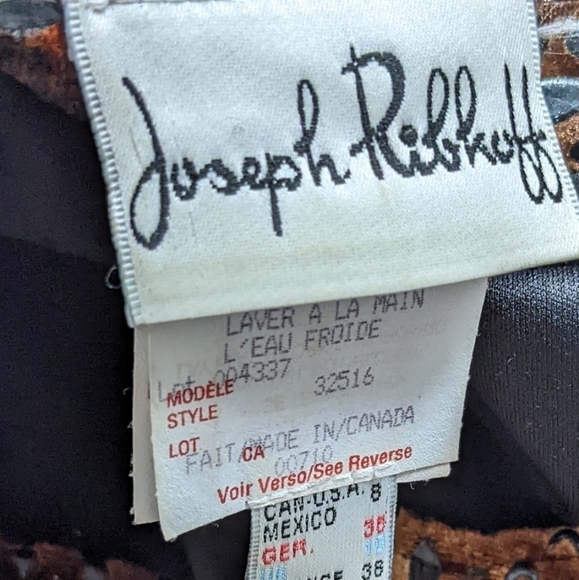 Joseph Ribkoff
LAVER A LA MAIN
L'EAU FROIDE
Lot 004337
MODÈLE 32516
STYLE
LOT CA
FAIT/MADE IN/CANADA
00710
Voir Verso/See Reverse
CAN-U.S.A. 8
MEXICO
GER. 38
38